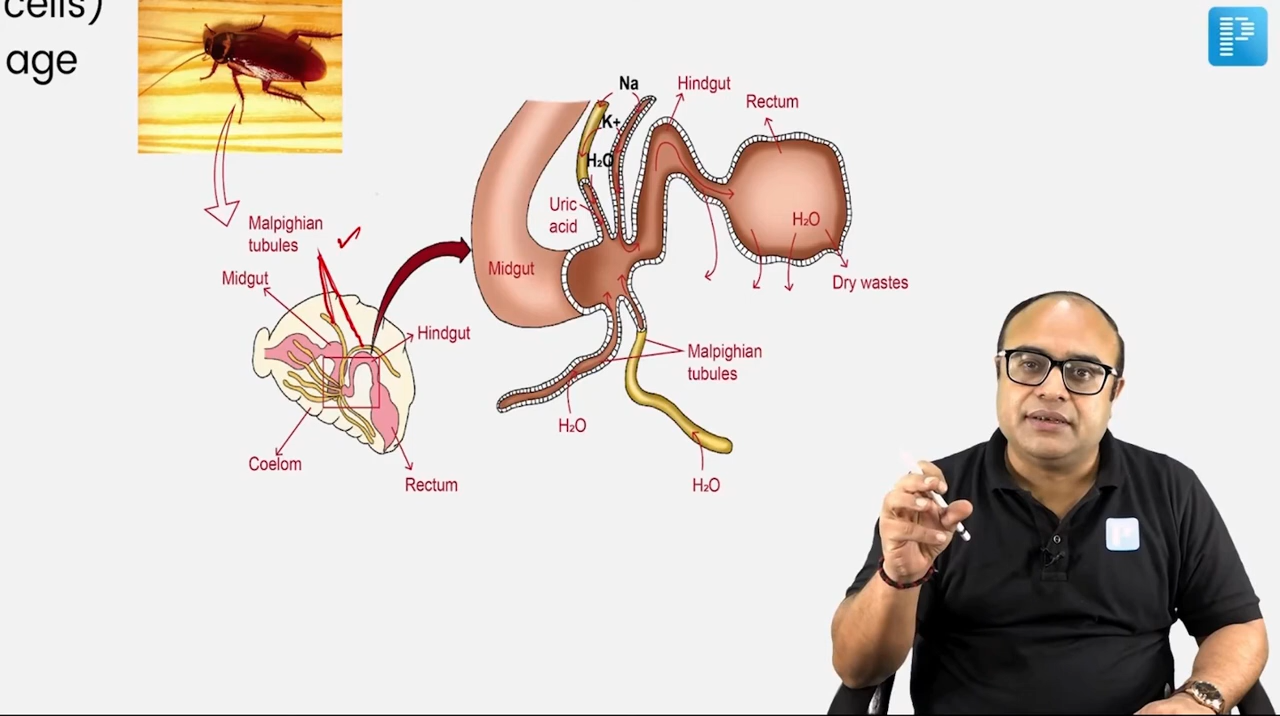 cells)
age
Malpighian
tubules
Midgut
Hindgut
Coelom
Rectum
Na
K+
H₂O
Uric
acid
Midgut
Hindgut
Rectum
H₂O
Dry wastes
Malpighian
tubules
H₂O
H₂O